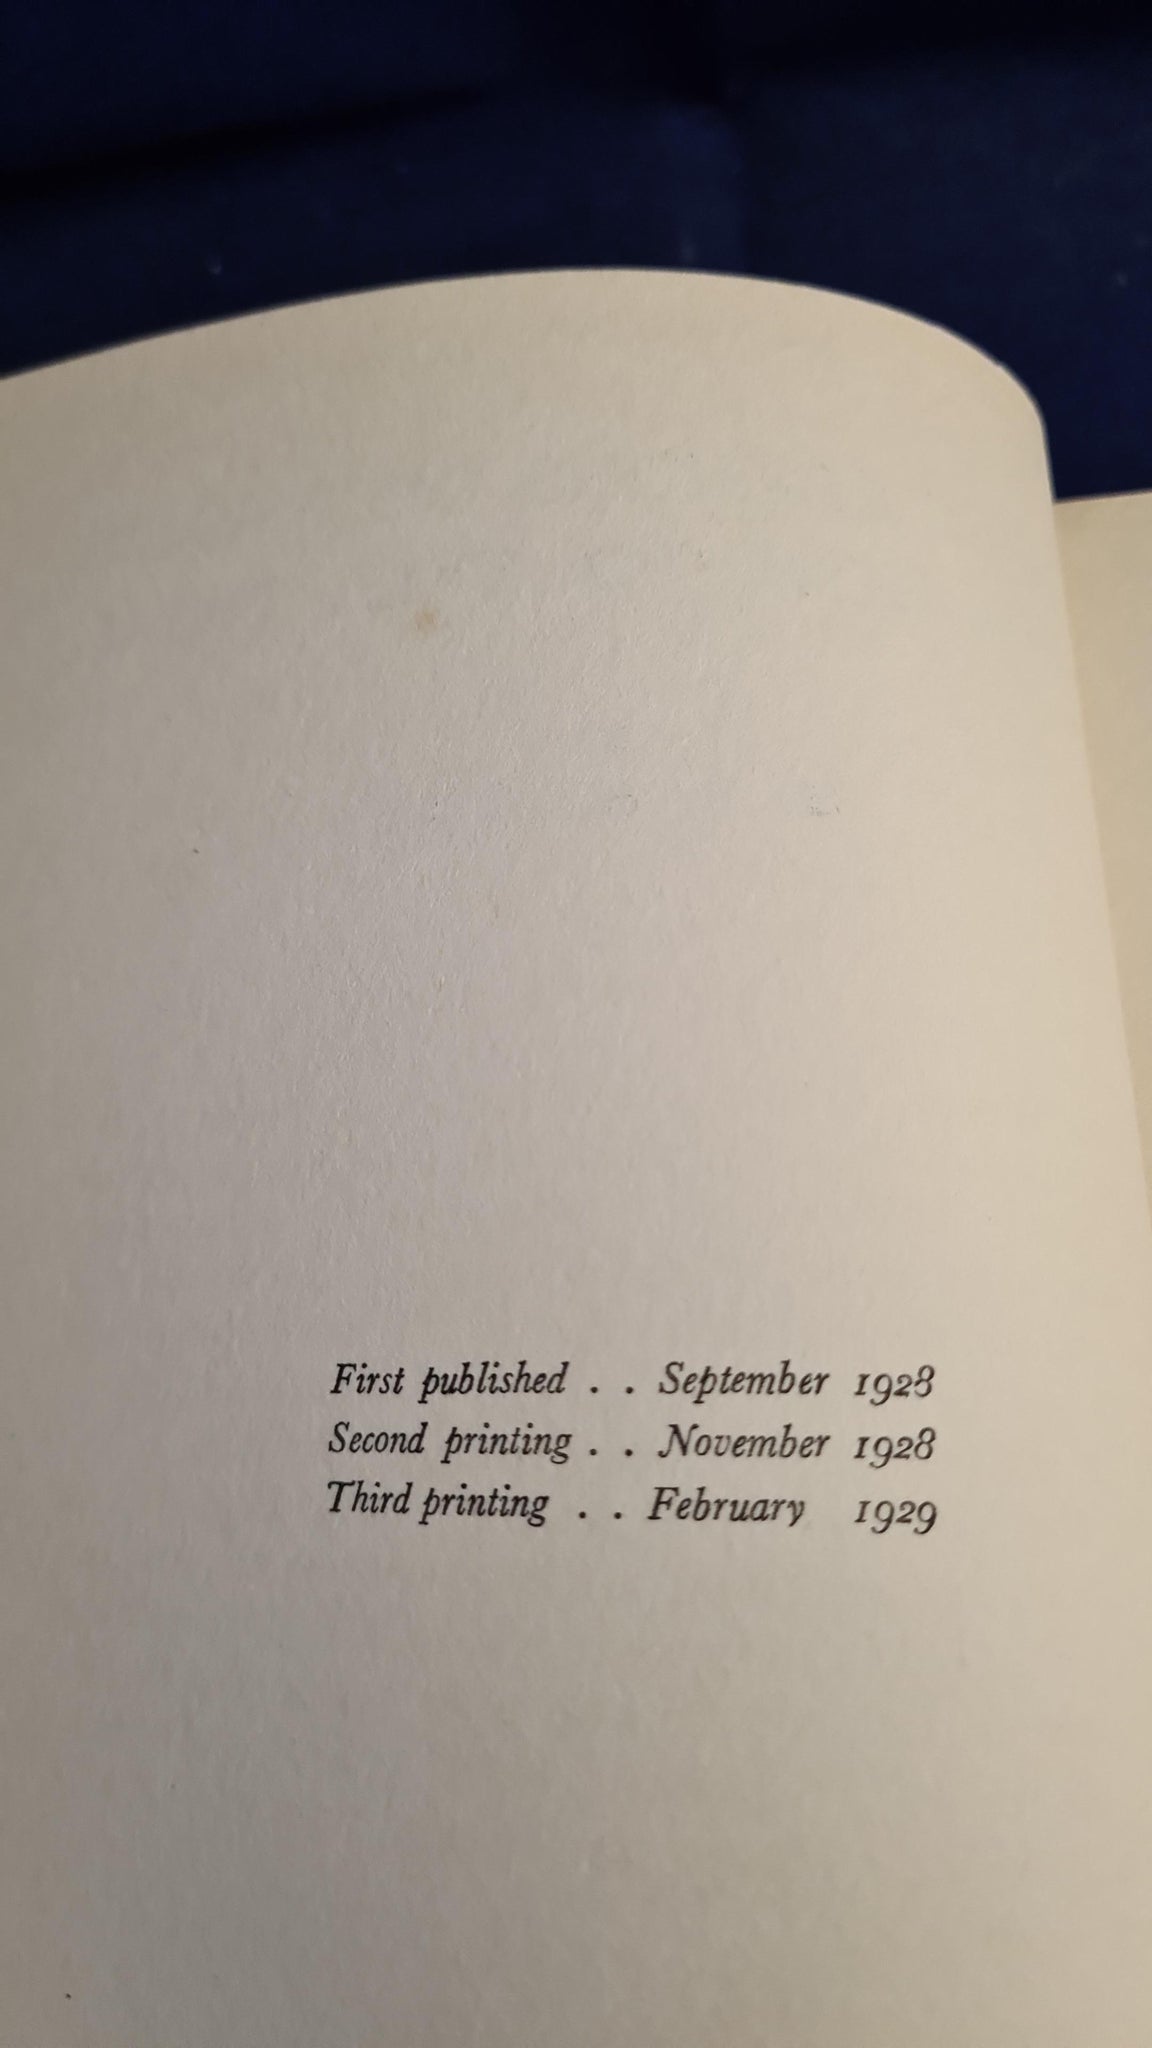 First published . . September 1928
Second printing . . November 1928
Third printing . . February 1929